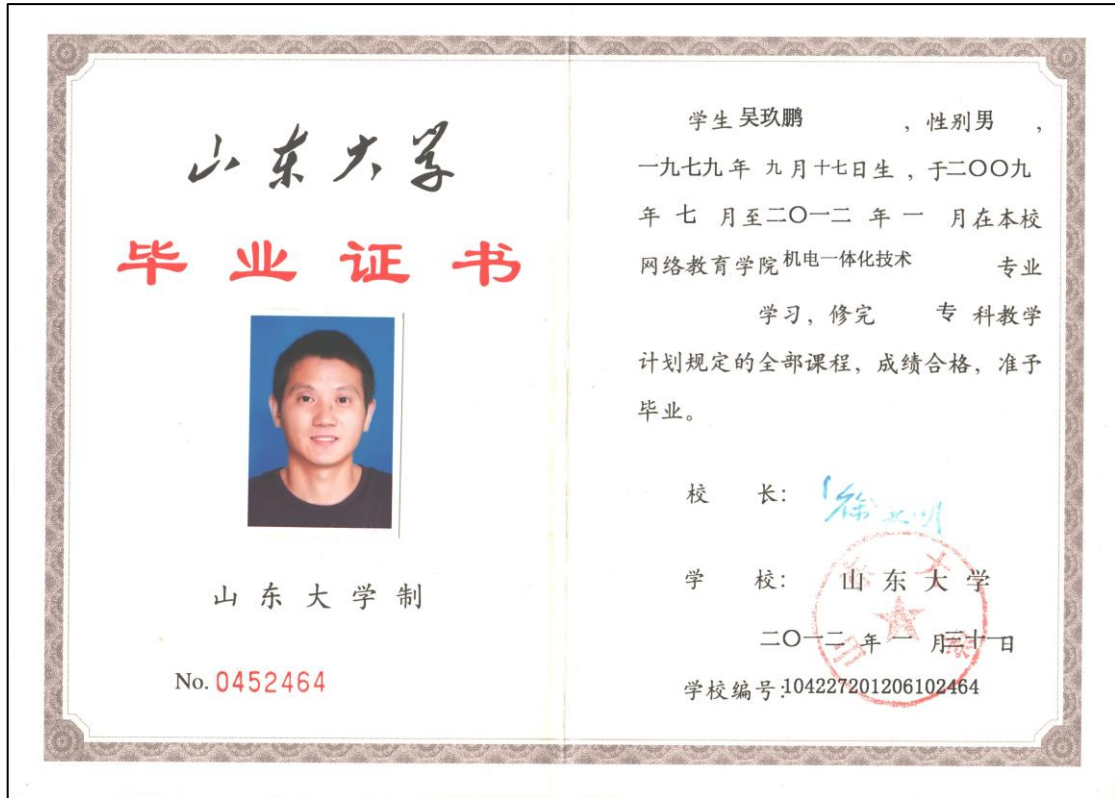 山东大学
毕业证书
山东大学制
No. 0452464
学生 吴玖鹏 ，性别男 ，
一九七九年 九月十七日生，于二〇〇九
年 七 月至二〇一二 年 一 月在本校
网络教育学院 机电一体化技术 专业
学习，修完 专 科教学
计划规定的全部课程，成绩合格，准予
毕业。
校 长：
学 校： 山东大学
二〇一二 年 一 月三十一日
学校编号:104227201206102464